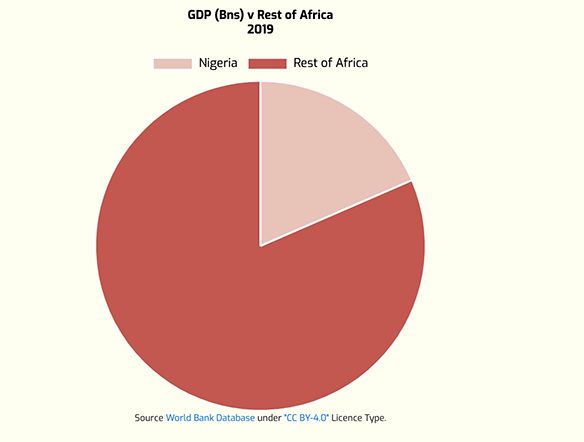 GDP (Bns) v Rest of Africa
2019
Nigeria Rest of Africa
Source World Bank Database under "CC BY-4.0" Licence Type.